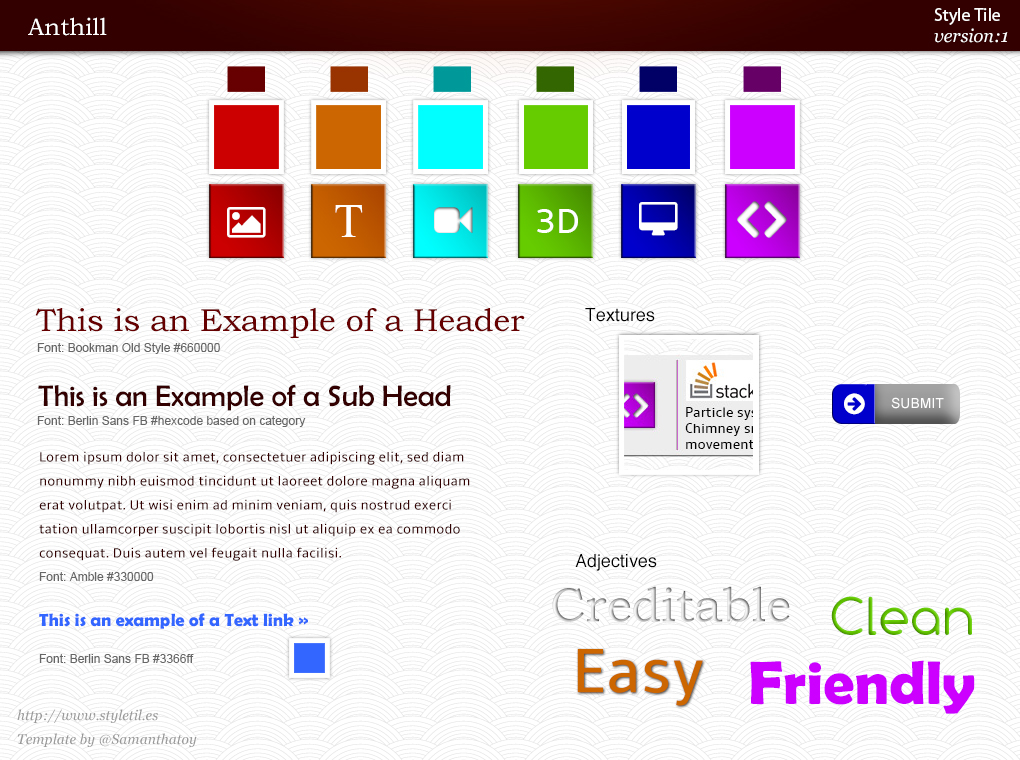 Anthill
Style Tile
version:1
T
3D
This is an Example of a Header
Font: Bookman Old Style #660000
This is an Example of a Sub Head
Font: Berlin Sans FB #hexcode based on category
Lorem ipsum dolor sit amet, consectetuer adipiscing elit, sed diam
nonummy nibh euismod tincidunt ut laoreet dolore magna aliquam
erat volutpat. Ut wisi enim ad minim veniam, quis nostrud exerci
tation ullamcorper suscipit lobortis nisl ut aliquip ex ea commodo
consequat. Duis autem vel feugait nulla facilisi.
Font: Amble #330000
This is an example of a Text link »
Font: Berlin Sans FB #3366ff
http://www.styletil.es
Template by @Samanthatoy
Textures
stack
Particle sy
Chimney s
movement
SUBMIT
Adjectives
Creditable
Clean
Easy
Friendly